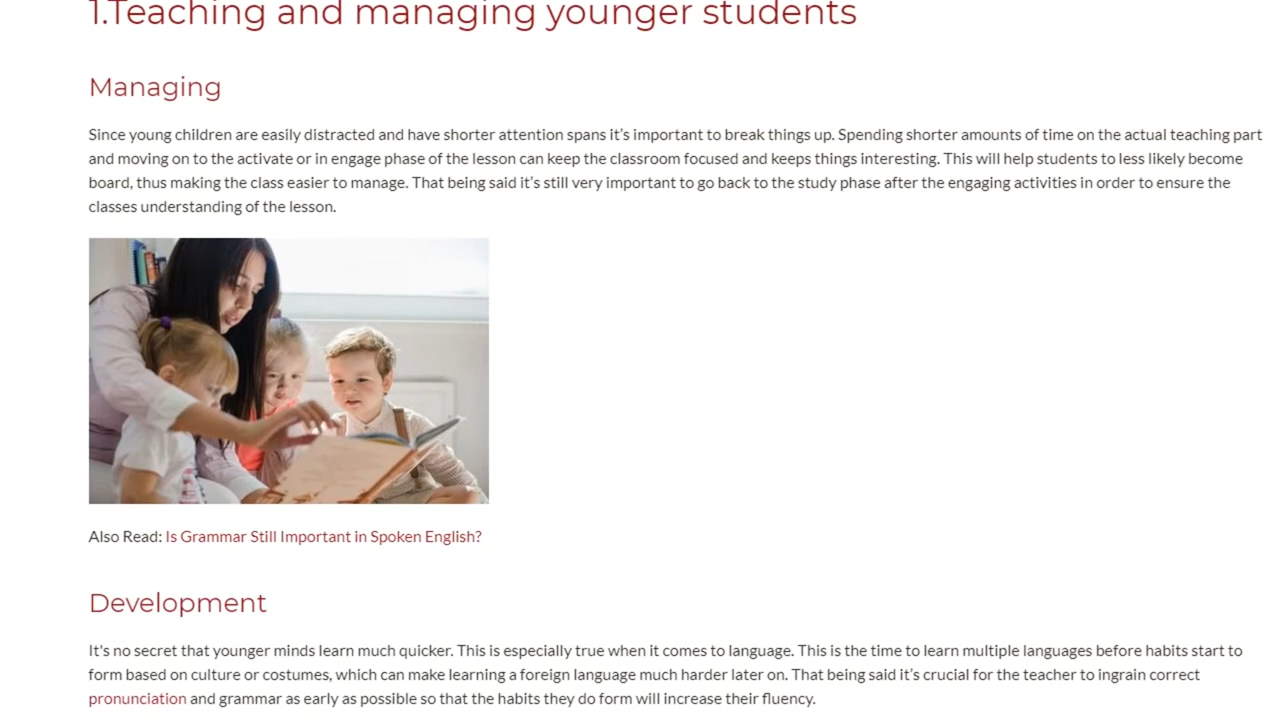 1.Teaching and managing younger students
Managing
Since young children are easily distracted and have shorter attention spans it’s important to break things up. Spending shorter amounts of time on the actual teaching part
and moving on to the activate or in engage phase of the lesson can keep the classroom focused and keeps things interesting. This will help students to less likely become
board, thus making the class easier to manage. That being said it’s still very important to go back to the study phase after the engaging activities in order to ensure the
classes understanding of the lesson.
Also Read: Is Grammar Still Important in Spoken English?
Development
It's no secret that younger minds learn much quicker. This is especially true when it comes to language. This is the time to learn multiple languages before habits start to
form based on culture or costumes, which can make learning a foreign language much harder later on. That being said it’s crucial for the teacher to ingrain correct
pronunciation and grammar as early as possible so that the habits they do form will increase their fluency.